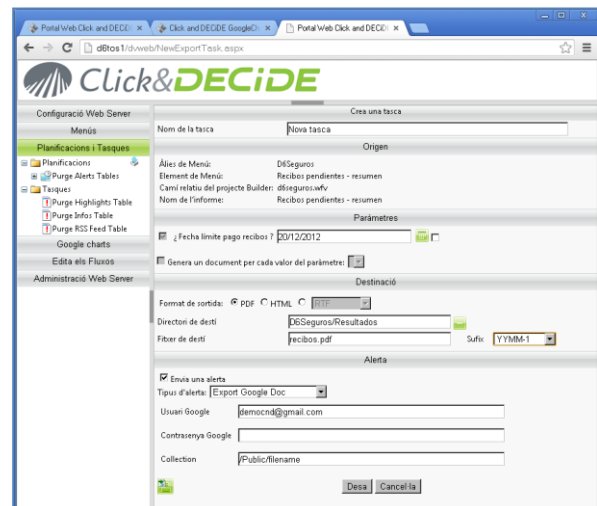 Portal Web Click and DECiD
Click and DECiDE GoogleD
Portal Web Click and DECiD
d6tos1/dvweb/NewExportTask.aspx
Click&DECiDE
Configuració Web Server
Menús
Planificacions i Tasques
Planificacions
Purge Alerts Tables
Tasques
Purge Highlights Table
Purge Infos Table
Purge RSS Feed Table
Google charts
Edita els Fluxos
Administració Web Server
Crea una tasca
Nom de la tasca Nova tasca
Origen
Àlies de Menú: D6Seguros
Element de Menú: Recibos pendientes - resumen
Camí relatiu del projecte Builder: d6seguros.wfv
Nom de l'informe: Recibos pendientes - resumen
Paràmetres
¿Fecha límite pago recibos ? 20/12/2012
Genera un document per cada valor del paràmetre:
Destinació
Format de sortida: PDF HTML RTF
Directori de destí D6Seguros/Resultados
Fitxer de destí recibos.pdf Sufix YYMM-1
Alerta
Envia una alerta
Tipus d'alerta: Export Google Doc
Usuari Google democnd@gmail.com
Contrasenya Google
Collection /Public/filename
Desa Cancel·la